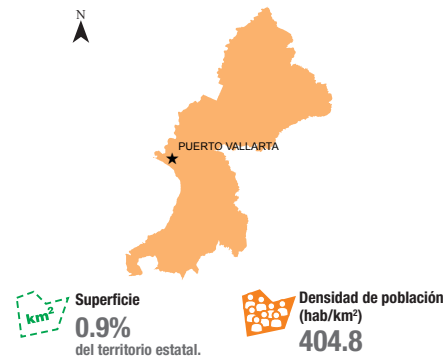 N
PUERTO VALLARTA
km²
Superficie
0.9%
del territorio estatal.
Densidad de población
(hab/km²)
404.8